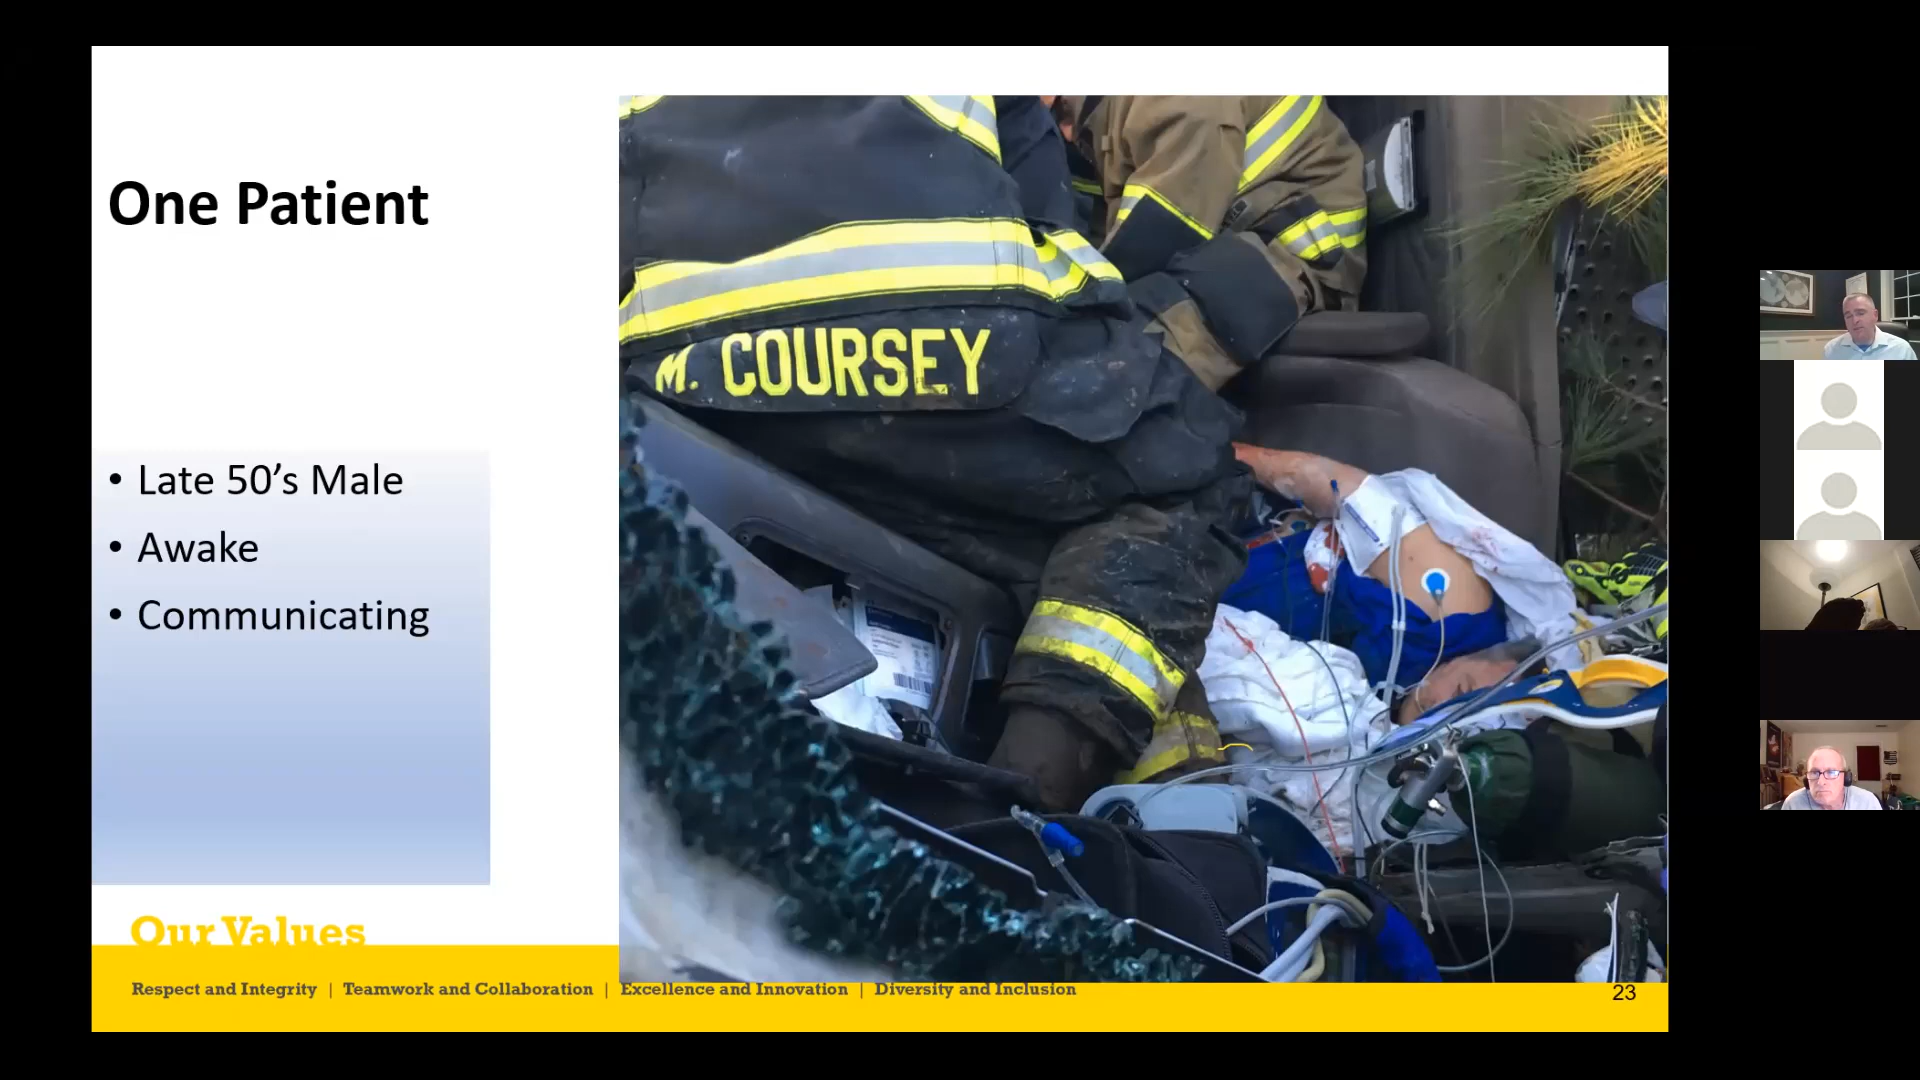 One Patient
• Late 50’s Male
• Awake
• Communicating
M. COURSEY
Our Values
Respect and Integrity | Teamwork and Collaboration | Excellence and Innovation | Diversity and Inclusion
23